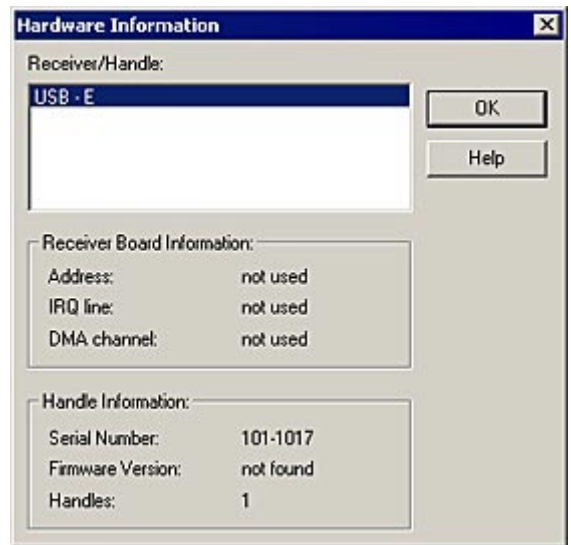 Hardware Information
Receiver/Handle:
USB - E
OK
Help
Receiver Board Information:
Address: not used
IRQ line: not used
DMA channel: not used
Handle Information:
Serial Number: 101-1017
Firmware Version: not found
Handles: 1